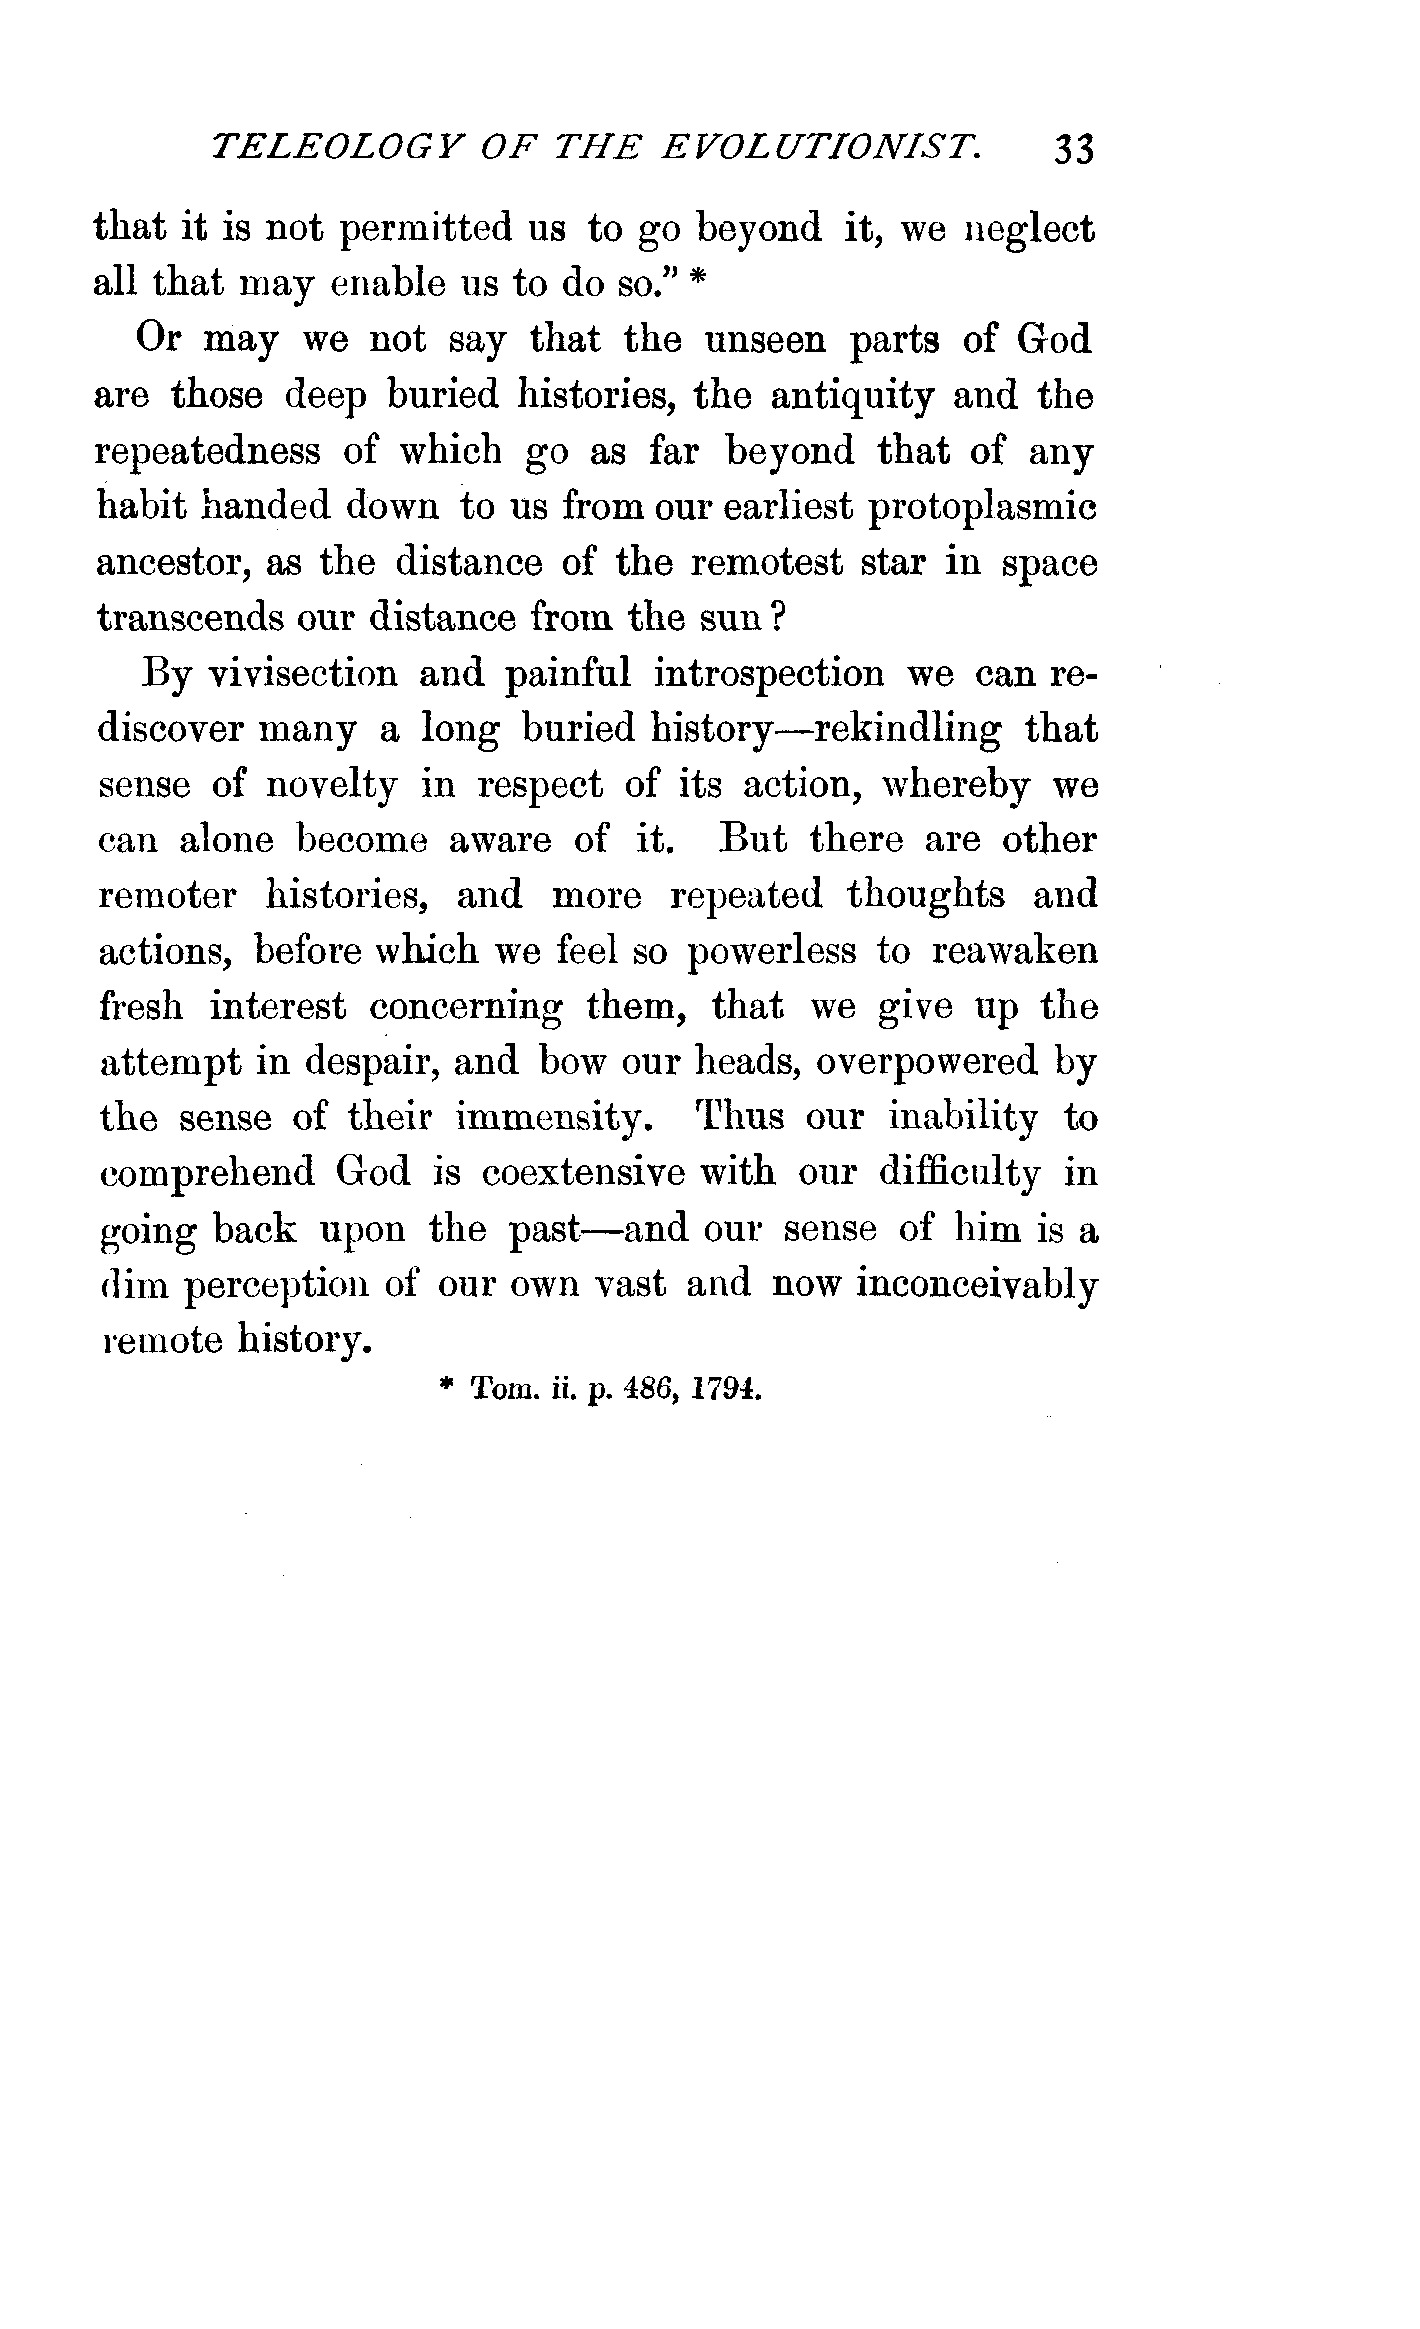 TELEOLOGY OF THE EVOLUTIONIST. 33
that it is not permitted us to go beyond it, we neglect
all that may enable us to do so." *
Or may we not say that the unseen parts of God
are those deep buried histories, the antiquity and the
repeatedness of which go as far beyond that of any
habit handed down to us from our earliest protoplasmic
ancestor, as the distance of the remotest star in space
transcends our distance from the sun?
By vivisection and painful introspection we can re-
discover many a long buried history—rekindling that
sense of novelty in respect of its action, whereby we
can alone become aware of it. But there are other
remoter histories, and more repeated thoughts and
actions, before which we feel so powerless to reawaken
fresh interest concerning them, that we give up the
attempt in despair, and bow our heads, overpowered by
the sense of their immensity. Thus our inability to
comprehend God is coextensive with our difficulty in
going back upon the past—and our sense of him is a
dim perception of our own vast and now inconceivably
remote history.
* Tom. ii. p. 486, 1794.